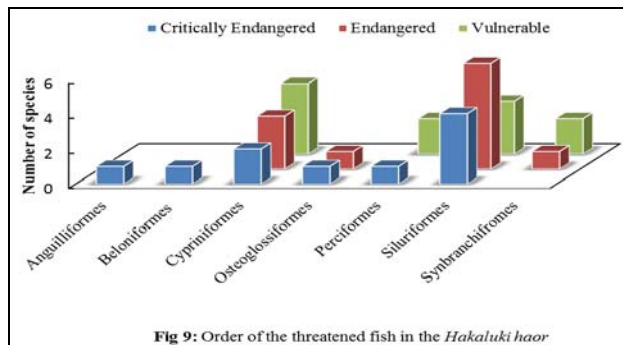 Critically Endangered Endangered Vulnerable
Number of species
6
4
2
0
Anguilliformes
Beloniformes
Cypriniformes
Osteoglossiformes
Perciformes
Siluriformes
Synbranchifromes
Fig 9: Order of the threatened fish in the Hakaluki haor